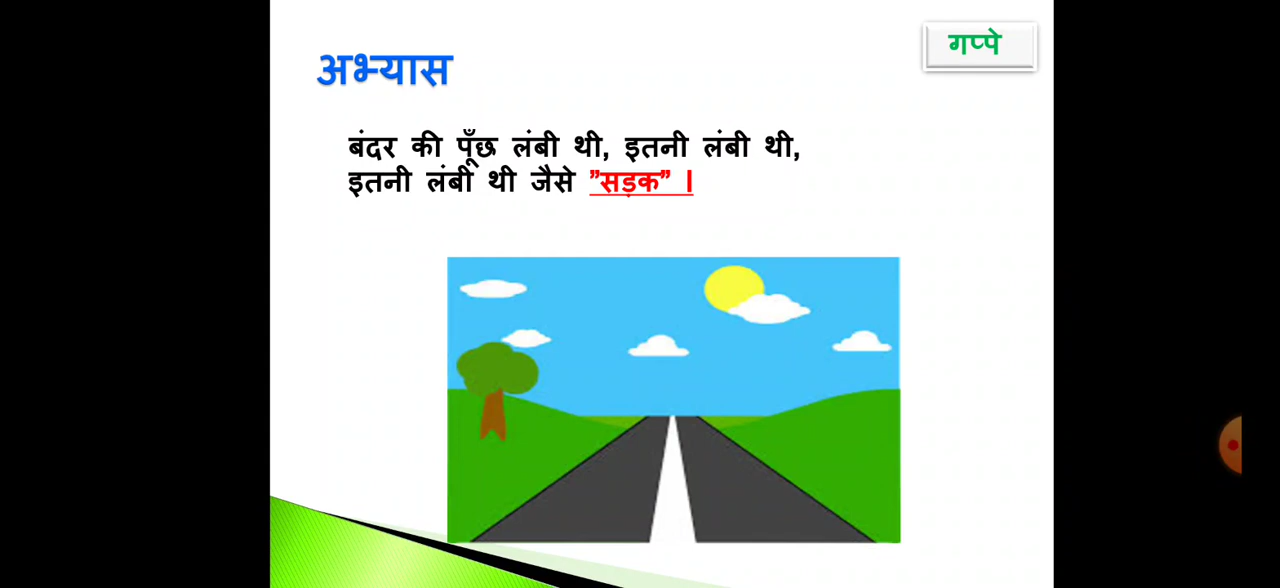 गप्पे
अभ्यास
बंदर की पूँछ लंबी थी, इतनी लंबी थी,
इतनी लंबी थी जैसे ”सड़क” ।